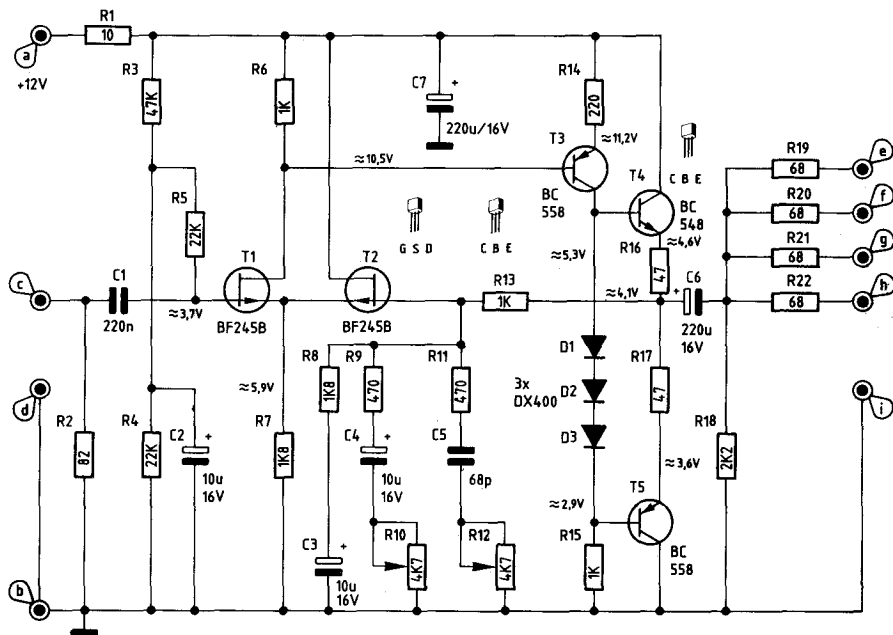 a
+12V
R1
10
R3
47K
R6
1K
C7
+
220u/16V
R14
220
T3
≈11,2V
≈10,5V
BC
558
T4
C B E
BC
548
R5
22K
G S D
C B E
R16
≈4,6V
47
≈5,3V
R19
68
e
R20
68
f
R21
68
g
R22
68
h
c
C1
220n
≈3,7V
T1
BF245B
T2
BF245B
R13
1K
≈4,1V
+
C6
220u
16V
d
R2
82
R4
22K
C2
+
10u
16V
≈5,9V
R7
1K8
R8
1K8
R9
470
R11
470
C4
+
10u
16V
C5
68p
C3
+
10u
16V
R10
4K7
R12
4K7
D1
3x
DX400
D2
D3
R17
47
≈3,6V
≈2,9V
T5
BC
558
R15
1K
R18
2K2
i
b